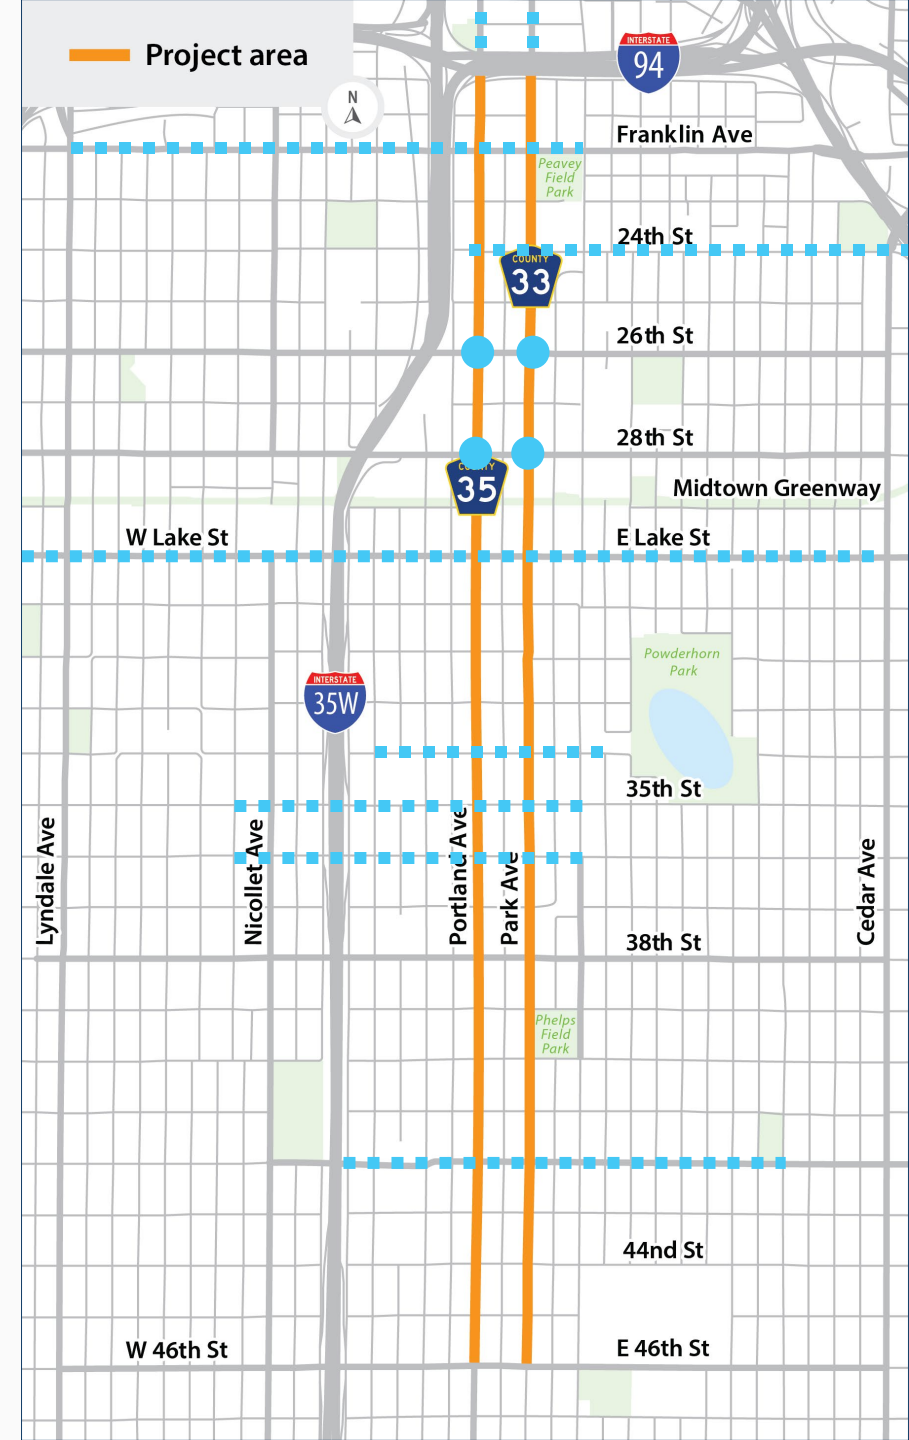 Project area
N
INTERSTATE
94
Franklin Ave
Peavey
Field
Park
24th St
COUNTY
33
26th St
28th St
COUNTY
35
Midtown Greenway
W Lake St
E Lake St
Powderhorn
Park
INTERSTATE
35W
35th St
Lyndale Ave
Nicollet Ave
Portland Ave
Park Ave
Cedar Ave
38th St
Phelps
Field
Park
44nd St
W 46th St
E 46th St